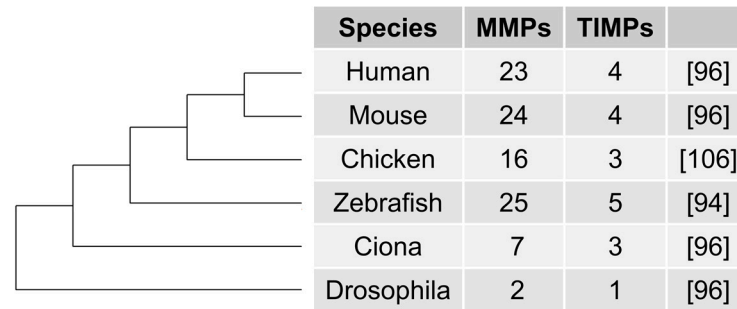 Species MMPs TIMPs
Human 23 4 [96]
Mouse 24 4 [96]
Chicken 16 3 [106]
Zebrafish 25 5 [94]
Ciona 7 3 [96]
Drosophila 2 1 [96]